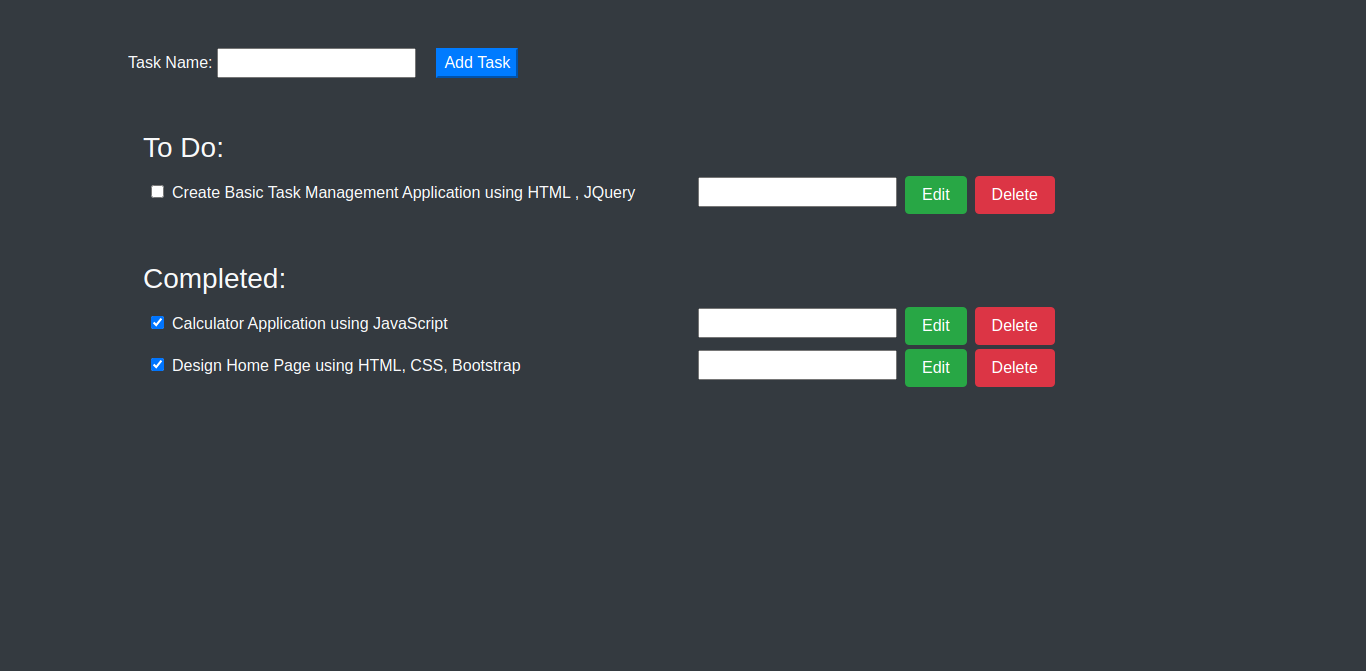 Task Name: Add Task
To Do:
Create Basic Task Management Application using HTML , JQuery Edit Delete
Completed:
Calculator Application using JavaScript Edit Delete
Design Home Page using HTML, CSS, Bootstrap Edit Delete